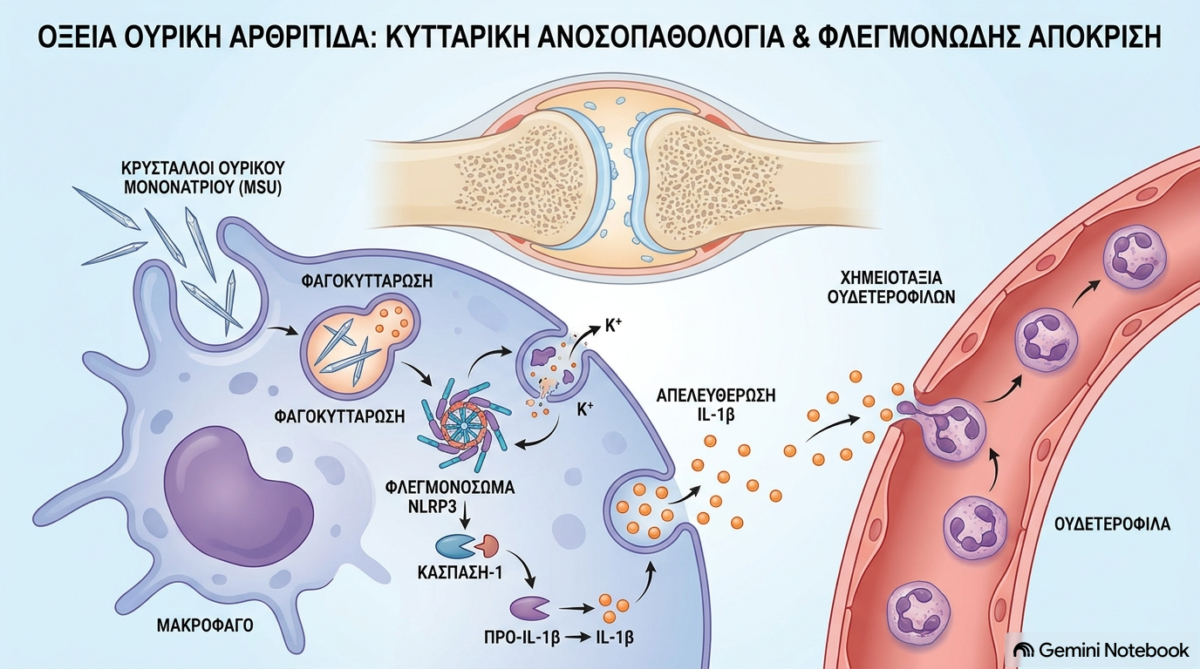 ΟΞΕΙΑ ΟΥΡΙΚΗ ΑΡΘΡΙΤΙΔΑ: ΚΥΤΤΑΡΙΚΗ ΑΝΟΣΟΠΑΘΟΛΟΓΙΑ & ΦΛΕΓΜΟΝΩΔΗΣ ΑΠΟΚΡΙΣΗ
ΚΡΥΣΤΑΛΛΟΙ ΟΥΡΙΚΟΥ
ΜΟΝΟΝΑΤΡΙΟΥ (MSU)
ΦΑΓΟΚΥΤΤΑΡΩΣΗ
ΦΑΓΟΚΥΤΤΑΡΩΣΗ
K⁺
K⁺
ΦΛΕΓΜΟΝΟΣΩΜΑ
NLRP3
ΚΑΣΠΑΣΗ-1
ΠΡΟ-IL-1β → IL-1β
ΜΑΚΡΟΦΑΓΟ
ΑΠΕΛΕΥΘΕΡΩΣΗ
IL-1β
ΧΗΜΕΙΟΤΑΞΙΑ
ΟΥΔΕΤΕΡΟΦΙΛΩΝ
ΟΥΔΕΤΕΡΟΦΙΛΑ
Gemini Notebook